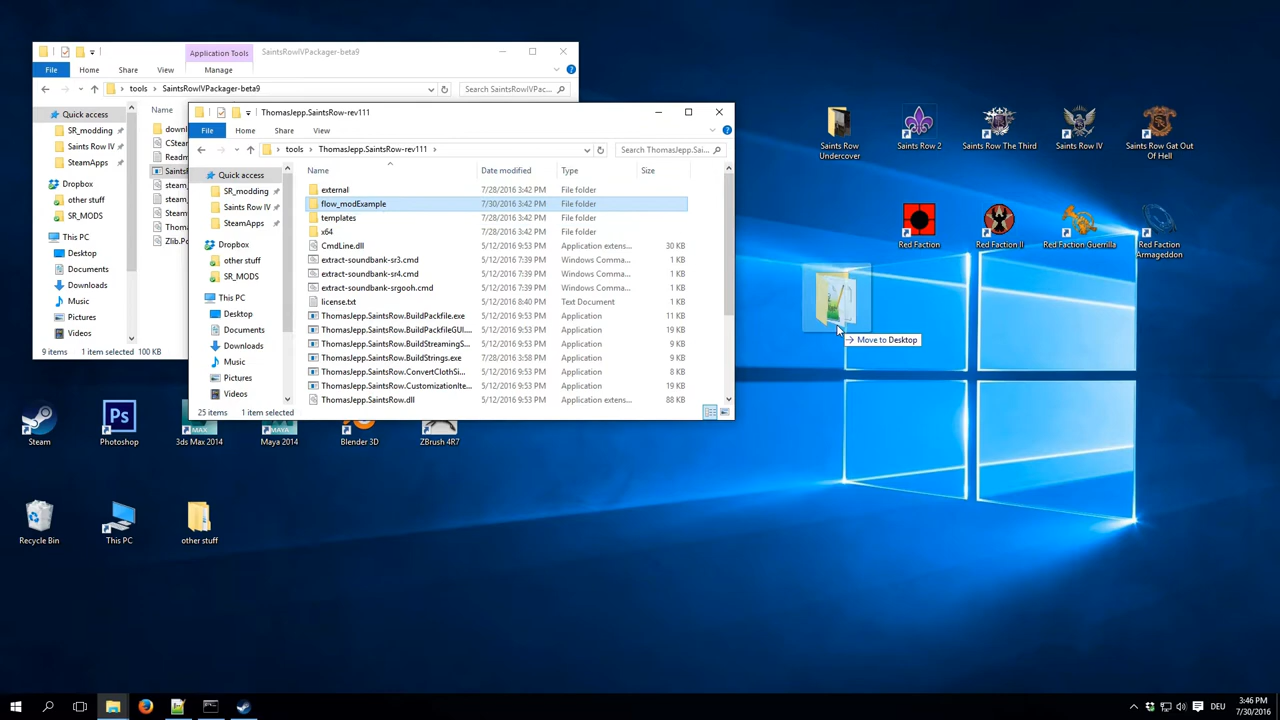 Application Tools
SaintsRowIVPackager-beta9
File
Home
Share
View
Manage
tools
SaintsRowIVPackager-beta9
Search SaintsRowIVPac...
Quick access
SR_modding
Saints Row IV
SteamApps
Dropbox
other stuff
SR_MODS
This PC
Desktop
Documents
Downloads
Music
Pictures
Videos
Name
downl
CStean
Readm
Saints
steam_
steam_
Steam
Thoma
Zlib.Po
9 items
1 item selected 100 KB
ThomasJepp.SaintsRow-rev111
File
Home
Share
View
tools
ThomasJepp.SaintsRow-rev111
Search ThomasJepp.Sai...
Quick access
SR_modding
Saints Row IV
SteamApps
Dropbox
other stuff
SR_MODS
This PC
Desktop
Documents
Downloads
Music
Pictures
Videos
Name Date modified Type Size
external 7/28/2016 3:42 PM File folder
flow_modExample 7/30/2016 3:42 PM File folder
templates 7/28/2016 3:42 PM File folder
x64 7/28/2016 3:42 PM File folder
CmdLine.dll 5/12/2016 9:53 PM Application extens... 30 KB
extract-soundbank-sr3.cmd 5/12/2016 7:39 PM Windows Comma... 1 KB
extract-soundbank-sr4.cmd 5/12/2016 7:39 PM Windows Comma... 1 KB
extract-soundbank-srgooh.cmd 5/12/2016 7:39 PM Windows Comma... 1 KB
license.txt 5/12/2016 8:40 PM Text Document 1 KB
ThomasJepp.SaintsRow.BuildPackfile.exe 5/12/2016 9:53 PM Application 11 KB
ThomasJepp.SaintsRow.BuildPackfileGUI.... 5/12/2016 9:53 PM Application 19 KB
ThomasJepp.SaintsRow.BuildStreamingS... 5/12/2016 9:53 PM Application 9 KB
ThomasJepp.SaintsRow.BuildStrings.exe 7/28/2016 3:58 PM Application 9 KB
ThomasJepp.SaintsRow.ConvertClothSi... 5/12/2016 9:53 PM Application 8 KB
ThomasJepp.SaintsRow.CustomizationIte... 5/12/2016 9:53 PM Application 19 KB
ThomasJepp.SaintsRow.dll 5/12/2016 9:53 PM Application extens... 88 KB
25 items
1 item selected
Saints Row Undercover
Saints Row 2
Saints Row The Third
Saints Row IV
Saints Row Gat Out Of Hell
Red Faction
Red Faction II
Red Faction Guerrilla
Red Faction Armageddon
Move to Desktop
Steam
Photoshop
3ds Max 2014
Maya 2014
Blender 3D
ZBrush 4R7
Recycle Bin
This PC
other stuff
DEU
3:46 PM
7/30/2016